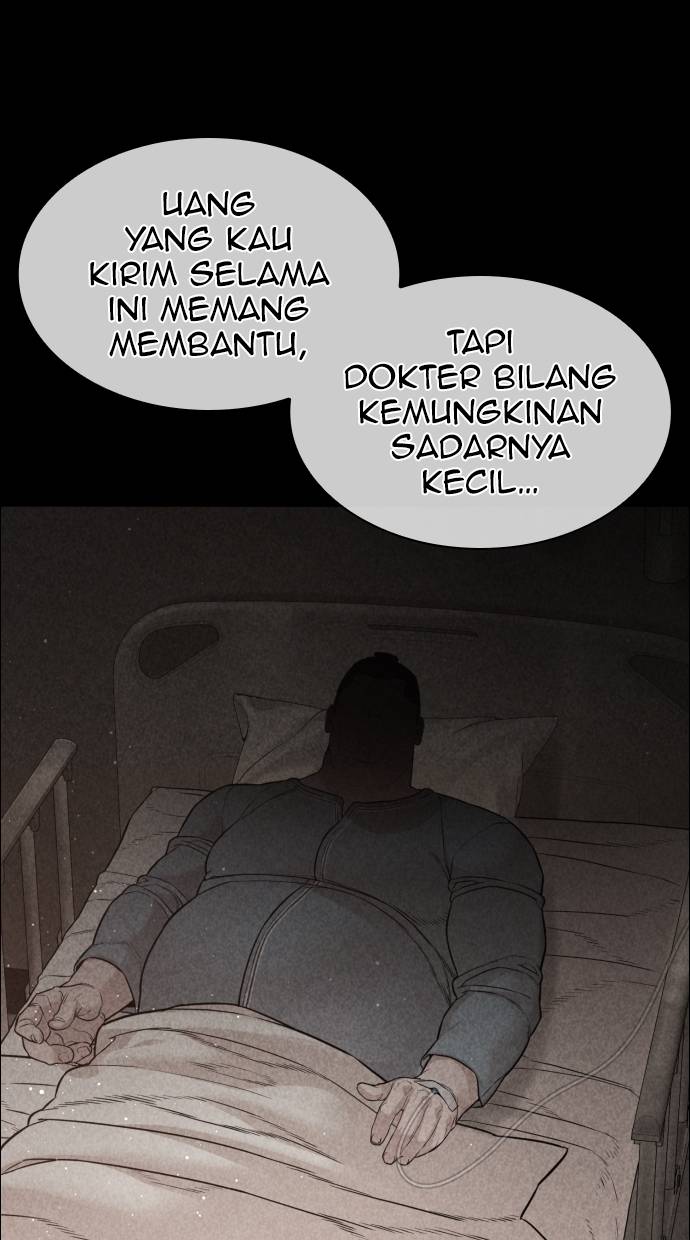 UANG
YANG KAU
KIRIM SELAMA
INI MEMANG
MEMBANTU,
TAPI
DOKTER BILANG
KEMUNGKINAN
SADARNYA
KECIL...